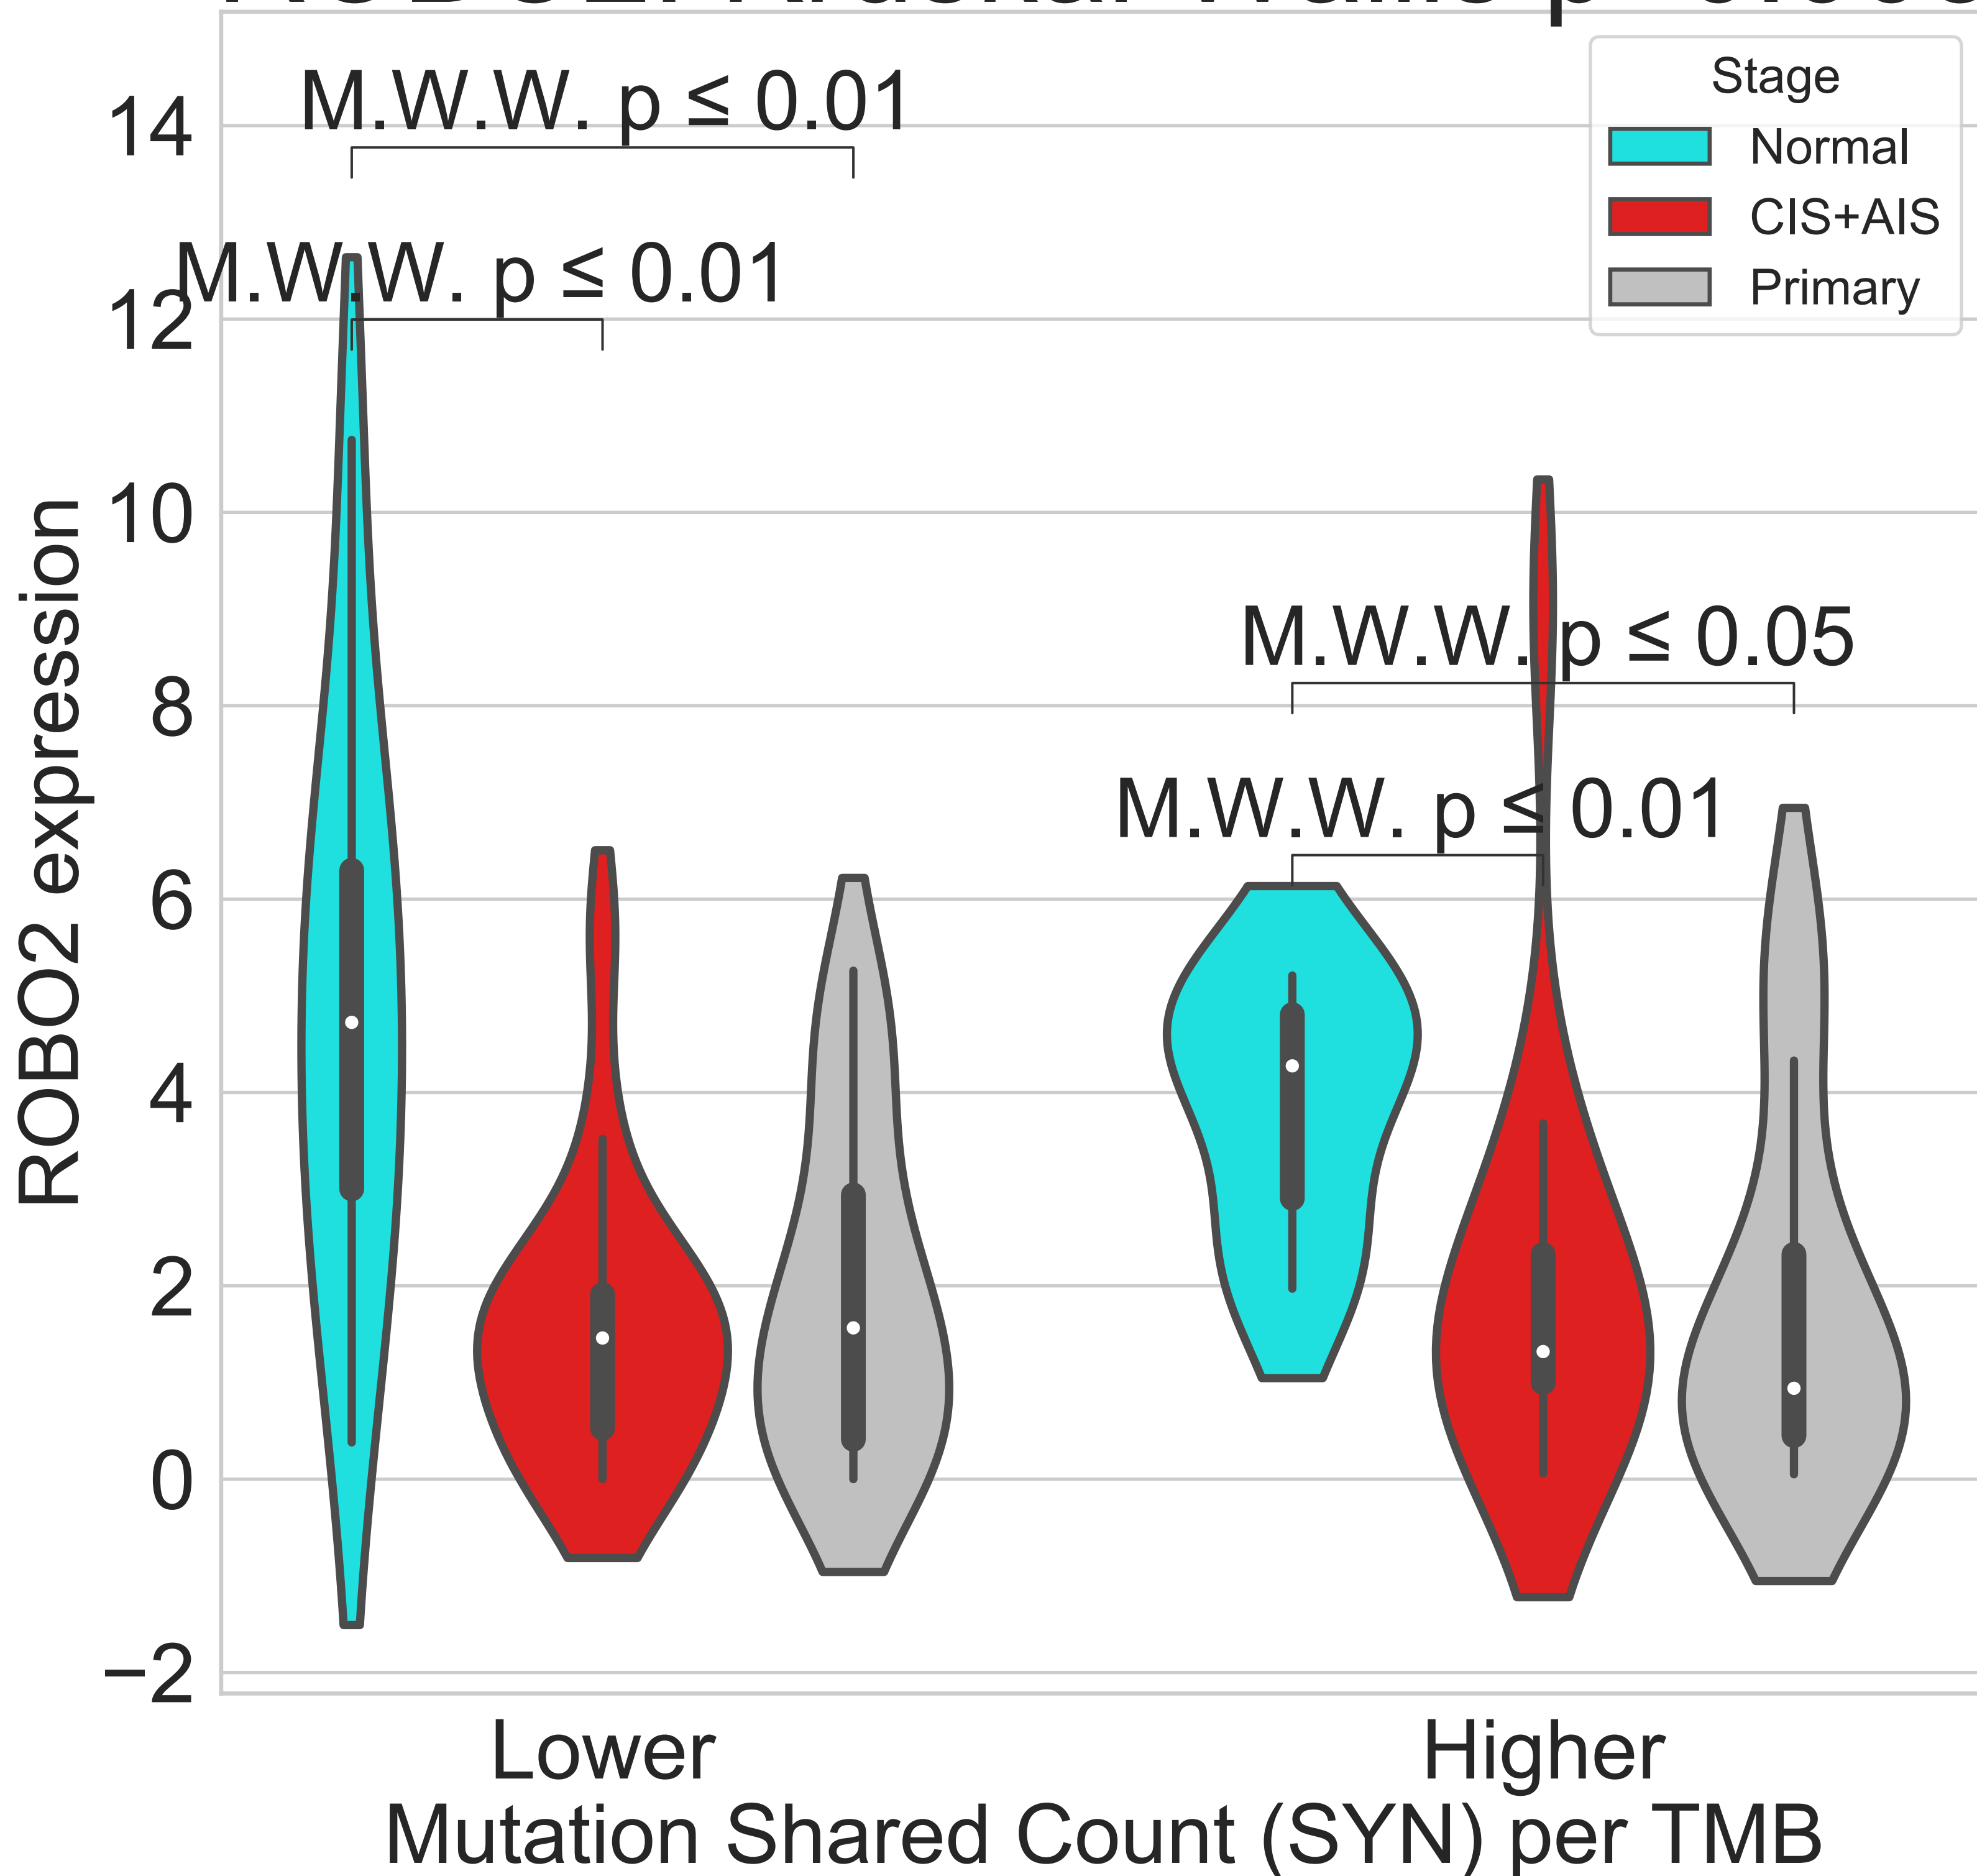 M.W.W. p ≤ 0.01
M.W.W. p ≤ 0.01
M.W.W. p ≤ 0.05
M.W.W. p ≤ 0.01
Stage
Normal
CIS+AIS
Primary
14
12
10
8
6
4
2
0
−2
ROBO2 expression
Lower
Higher
Mutation Shared Count (SYN) per TMB